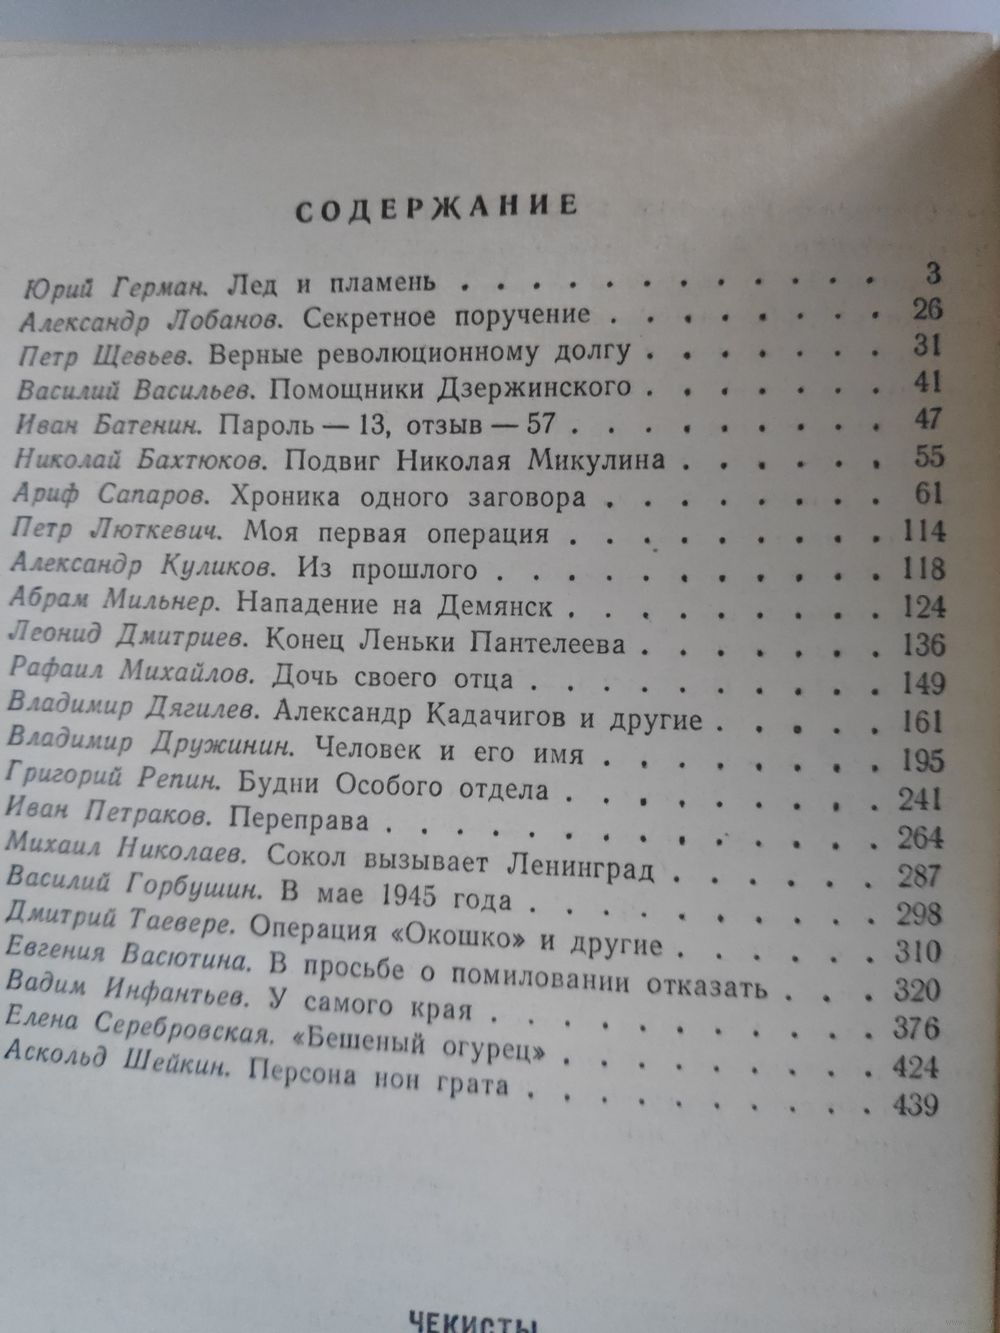 СОДЕРЖАНИЕ
Юрий Герман. Лед и пламень . . . . . . . . . . . . 3
Александр Лобанов. Секретное поручение . . . . . . . . 26
Петр Щевьев. Верные революционному долгу . . . . . . . 31
Василий Васильев. Помощники Дзержинского . . . . . . . 41
Иван Батенин. Пароль — 13, отзыв — 57 . . . . . . . . . 47
Николай Бахтюков. Подвиг Николая Микулина . . . . . . 55
Ариф Сапаров. Хроника одного заговора . . . . . . . . 61
Петр Люткевич. Моя первая операция . . . . . . . . . 114
Александр Куликов. Из прошлого . . . . . . . . . . . 118
Абрам Мильнер. Нападение на Демянск . . . . . . . . . 124
Леонид Дмитриев. Конец Леньки Пантелеева . . . . . . . 136
Рафаил Михайлов. Дочь своего отца . . . . . . . . . . 149
Владимир Дягилев. Александр Кадачигов и другие . . . . . 161
Владимир Дружинин. Человек и его имя . . . . . . . . 195
Григорий Репин. Будни Особого отдела . . . . . . . . . 241
Иван Петраков. Переправа . . . . . . . . . . . . . . 264
Михаил Николаев. Сокол вызывает Ленинград . . . . . . 287
Василий Горбушин. В мае 1945 года . . . . . . . . . . 298
Дмитрий Таевере. Операция «Окошко» и другие . . . . . . 310
Евгения Васютина. В просьбе о помиловании отказать . . . 320
Вадим Инфантьев. У самого края . . . . . . . . . . . 376
Елена Серебровская. «Бешеный огурец» . . . . . . . . . 424
Аскольд Шейкин. Персона нон грата . . . . . . . . . . 439
ЧЕКИСТЫ